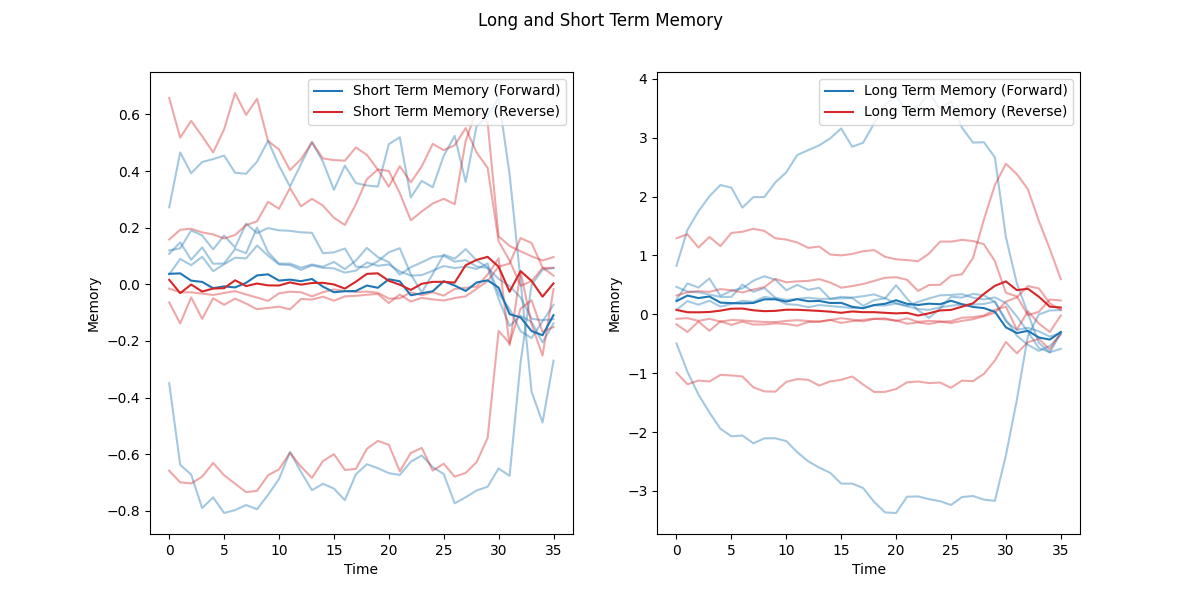 Long and Short Term Memory
Short Term Memory (Forward)
Short Term Memory (Reverse)
0.6
0.4
0.2
0.0
−0.2
−0.4
−0.6
−0.8
Memory
0 5 10 15 20 25 30 35
Time
Long Term Memory (Forward)
Long Term Memory (Reverse)
4
3
2
1
0
−1
−2
−3
Memory
0 5 10 15 20 25 30 35
Time